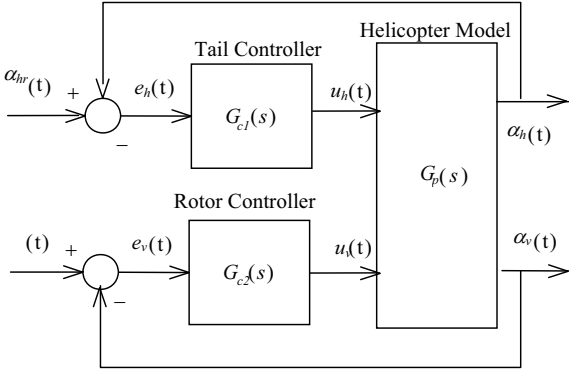 Helicopter Model
Tail Controller
α_hr(t)
+
e_h(t)
G_c1(s)
u_h(t)
−
α_h(t)
G_p(s)
Rotor Controller
(t)
+
e_v(t)
G_c2(s)
u_v(t)
α_v(t)
−